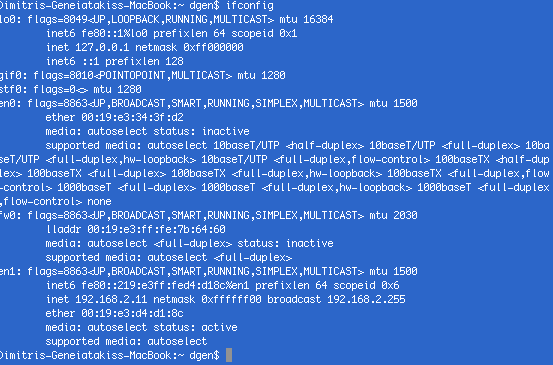 Dimitris-Geneiatakiss-MacBook:~ dgen$ ifconfig
lo0: flags=8049<UP,LOOPBACK,RUNNING,MULTICAST> mtu 16384
inet6 fe80::1%lo0 prefixlen 64 scopeid 0x1
inet 127.0.0.1 netmask 0xff000000
inet6 ::1 prefixlen 128
gif0: flags=8010<POINTOPOINT,MULTICAST> mtu 1280
stf0: flags=0<> mtu 1280
en0: flags=8863<UP,BROADCAST,SMART,RUNNING,SIMPLEX,MULTICAST> mtu 1500
ether 00:19:e3:34:3f:d2
media: autoselect status: inactive
supported media: autoselect 10baseT/UTP <half-duplex> 10baseT/UTP <full-duplex> 10ba
seT/UTP <full-duplex,hw-loopback> 10baseT/UTP <full-duplex,flow-control> 100baseTX <half-dup
lex> 100baseTX <full-duplex> 100baseTX <full-duplex,hw-loopback> 100baseTX <full-duplex,flow
-control> 1000baseT <full-duplex> 1000baseT <full-duplex,hw-loopback> 1000baseT <full-duplex
,flow-control> none
fw0: flags=8863<UP,BROADCAST,SMART,RUNNING,SIMPLEX,MULTICAST> mtu 2030
lladdr 00:19:e3:ff:fe:7b:64:60
media: autoselect <full-duplex> status: inactive
supported media: autoselect <full-duplex>
en1: flags=8863<UP,BROADCAST,SMART,RUNNING,SIMPLEX,MULTICAST> mtu 1500
inet6 fe80::219:e3ff:fed4:d18c%en1 prefixlen 64 scopeid 0x6
inet 192.168.2.11 netmask 0xffffff00 broadcast 192.168.2.255
ether 00:19:e3:d4:d1:8c
media: autoselect status: active
supported media: autoselect
Dimitris-Geneiatakiss-MacBook:~ dgen$